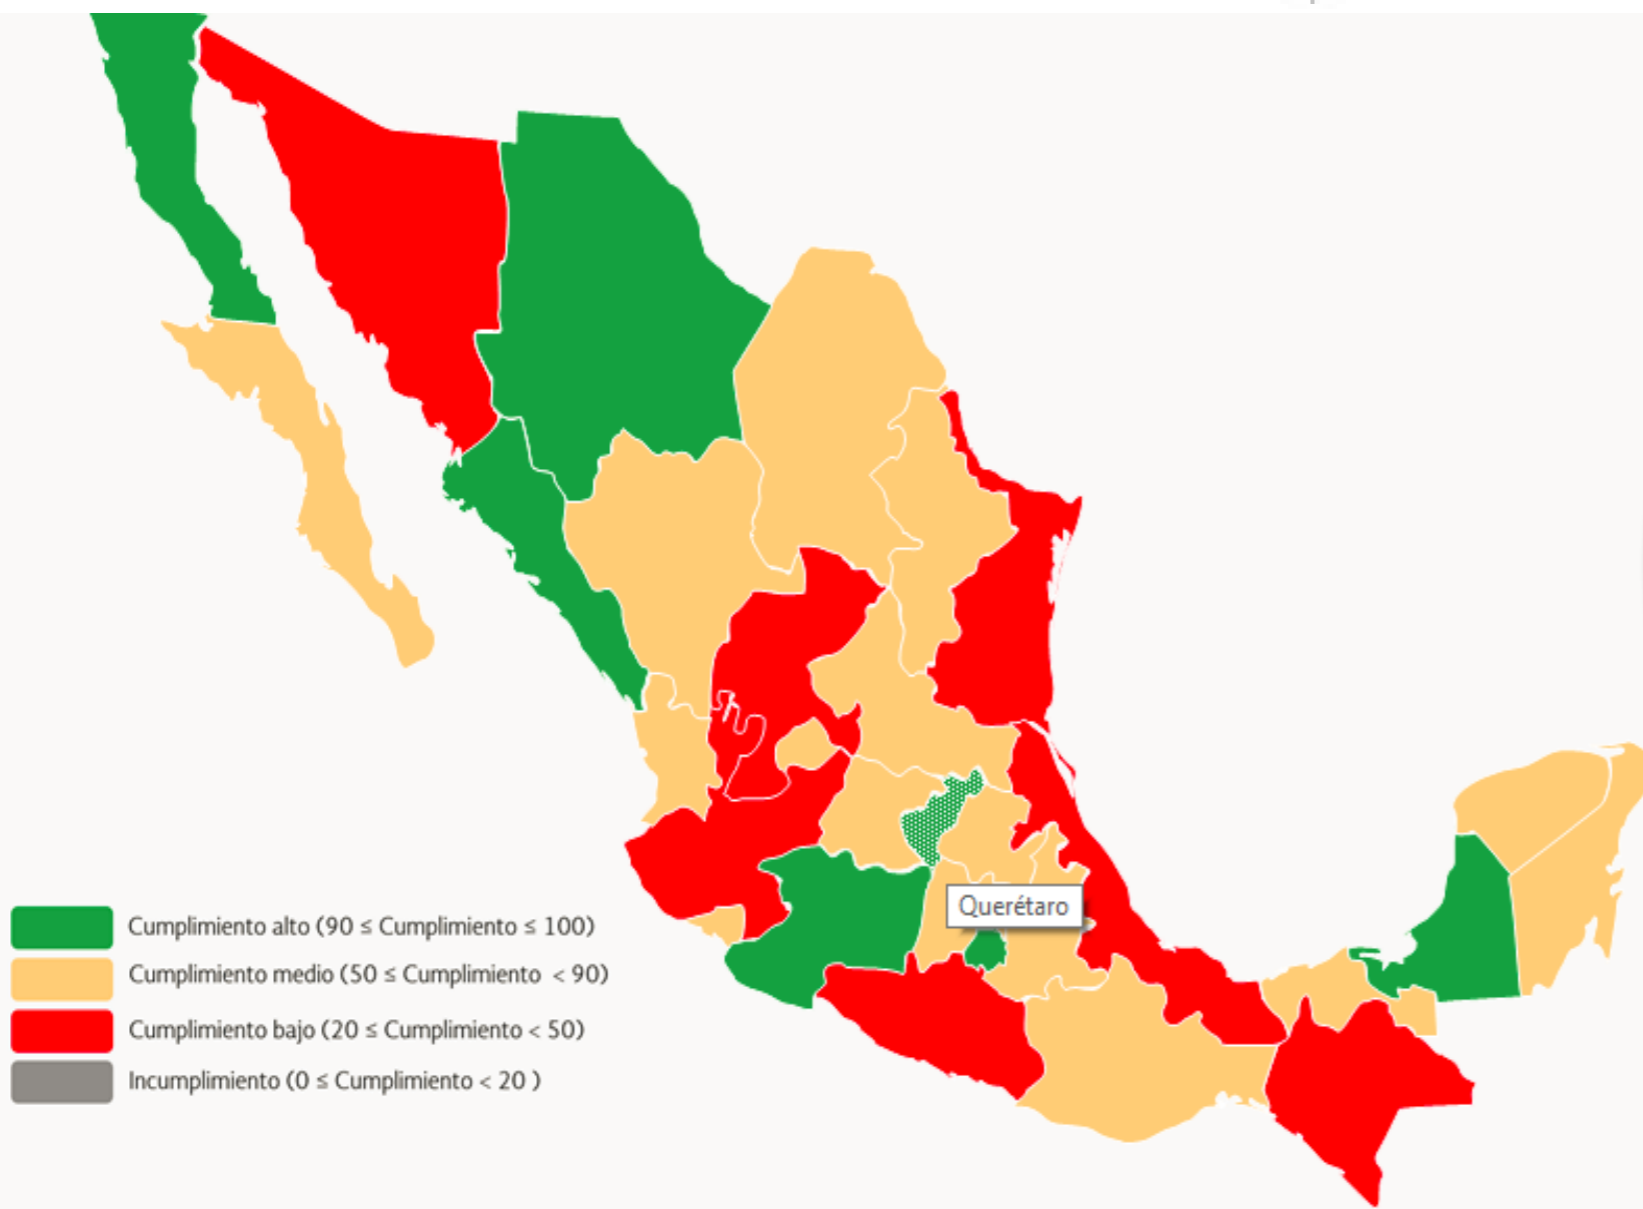 Querétaro
Cumplimiento alto (90 ≤ Cumplimiento ≤ 100)
Cumplimiento medio (50 ≤ Cumplimiento < 90)
Cumplimiento bajo (20 ≤ Cumplimiento < 50)
Incumplimiento (0 ≤ Cumplimiento < 20 )